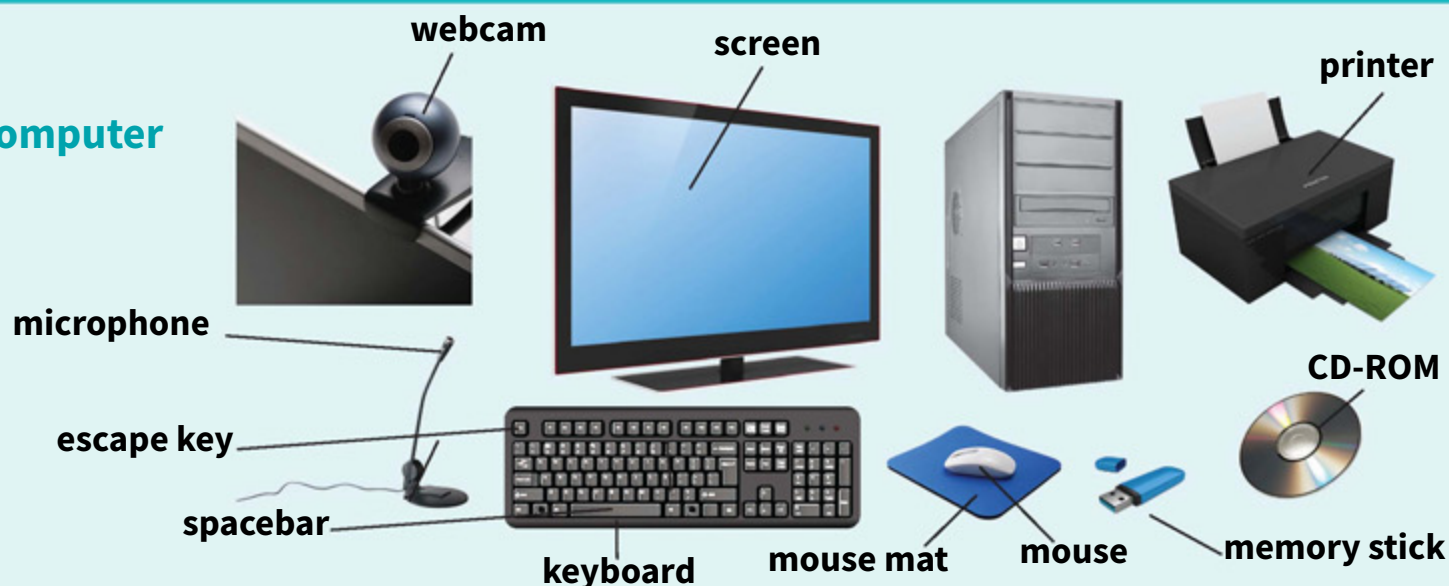 webcam
screen
printer
omputer
microphone
CD-ROM
escape key
spacebar
keyboard
mouse mat
mouse
memory stick